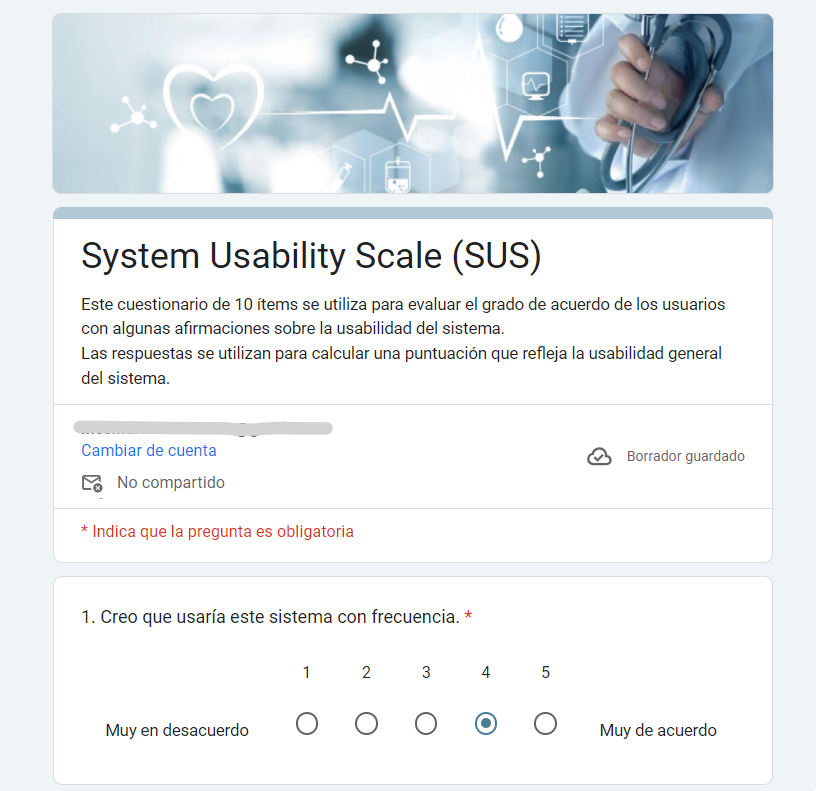 System Usability Scale (SUS)
Este cuestionario de 10 ítems se utiliza para evaluar el grado de acuerdo de los usuarios
con algunas afirmaciones sobre la usabilidad del sistema.
Las respuestas se utilizan para calcular una puntuación que refleja la usabilidad general
del sistema.
Cambiar de cuenta
Borrador guardado
No compartido
* Indica que la pregunta es obligatoria
1. Creo que usaría este sistema con frecuencia. *
1 2 3 4 5
Muy en desacuerdo Muy de acuerdo